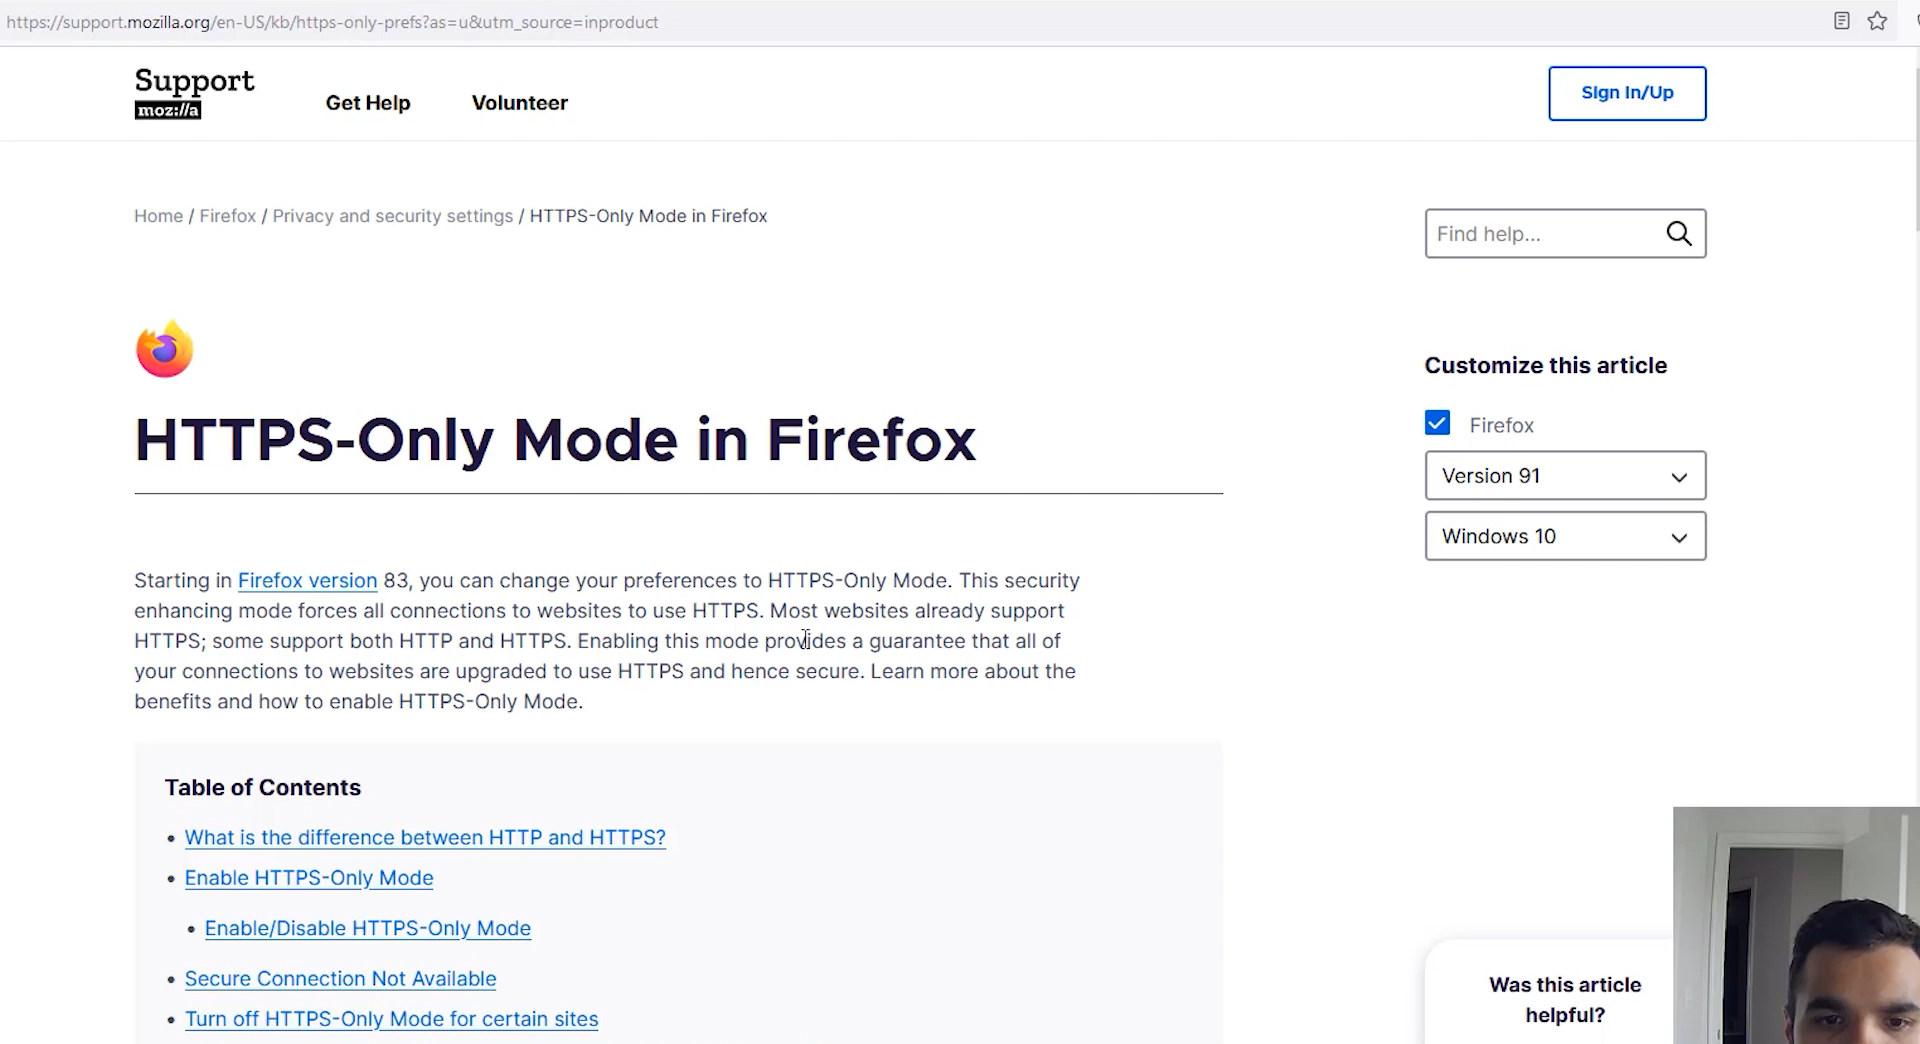 https://support.mozilla.org/en-US/kb/https-only-prefs?as=u&utm_source=inproduct
Support
moz://a
Get Help
Volunteer
Sign In/Up
Home / Firefox / Privacy and security settings / HTTPS-Only Mode in Firefox
Find help...
HTTPS-Only Mode in Firefox
Customize this article
Firefox
Version 91
Windows 10
Starting in Firefox version 83, you can change your preferences to HTTPS-Only Mode. This security
enhancing mode forces all connections to websites to use HTTPS. Most websites already support
HTTPS; some support both HTTP and HTTPS. Enabling this mode provides a guarantee that all of
your connections to websites are upgraded to use HTTPS and hence secure. Learn more about the
benefits and how to enable HTTPS-Only Mode.
Table of Contents
• What is the difference between HTTP and HTTPS?
• Enable HTTPS-Only Mode
• Enable/Disable HTTPS-Only Mode
• Secure Connection Not Available
• Turn off HTTPS-Only Mode for certain sites
Was this article
helpful?